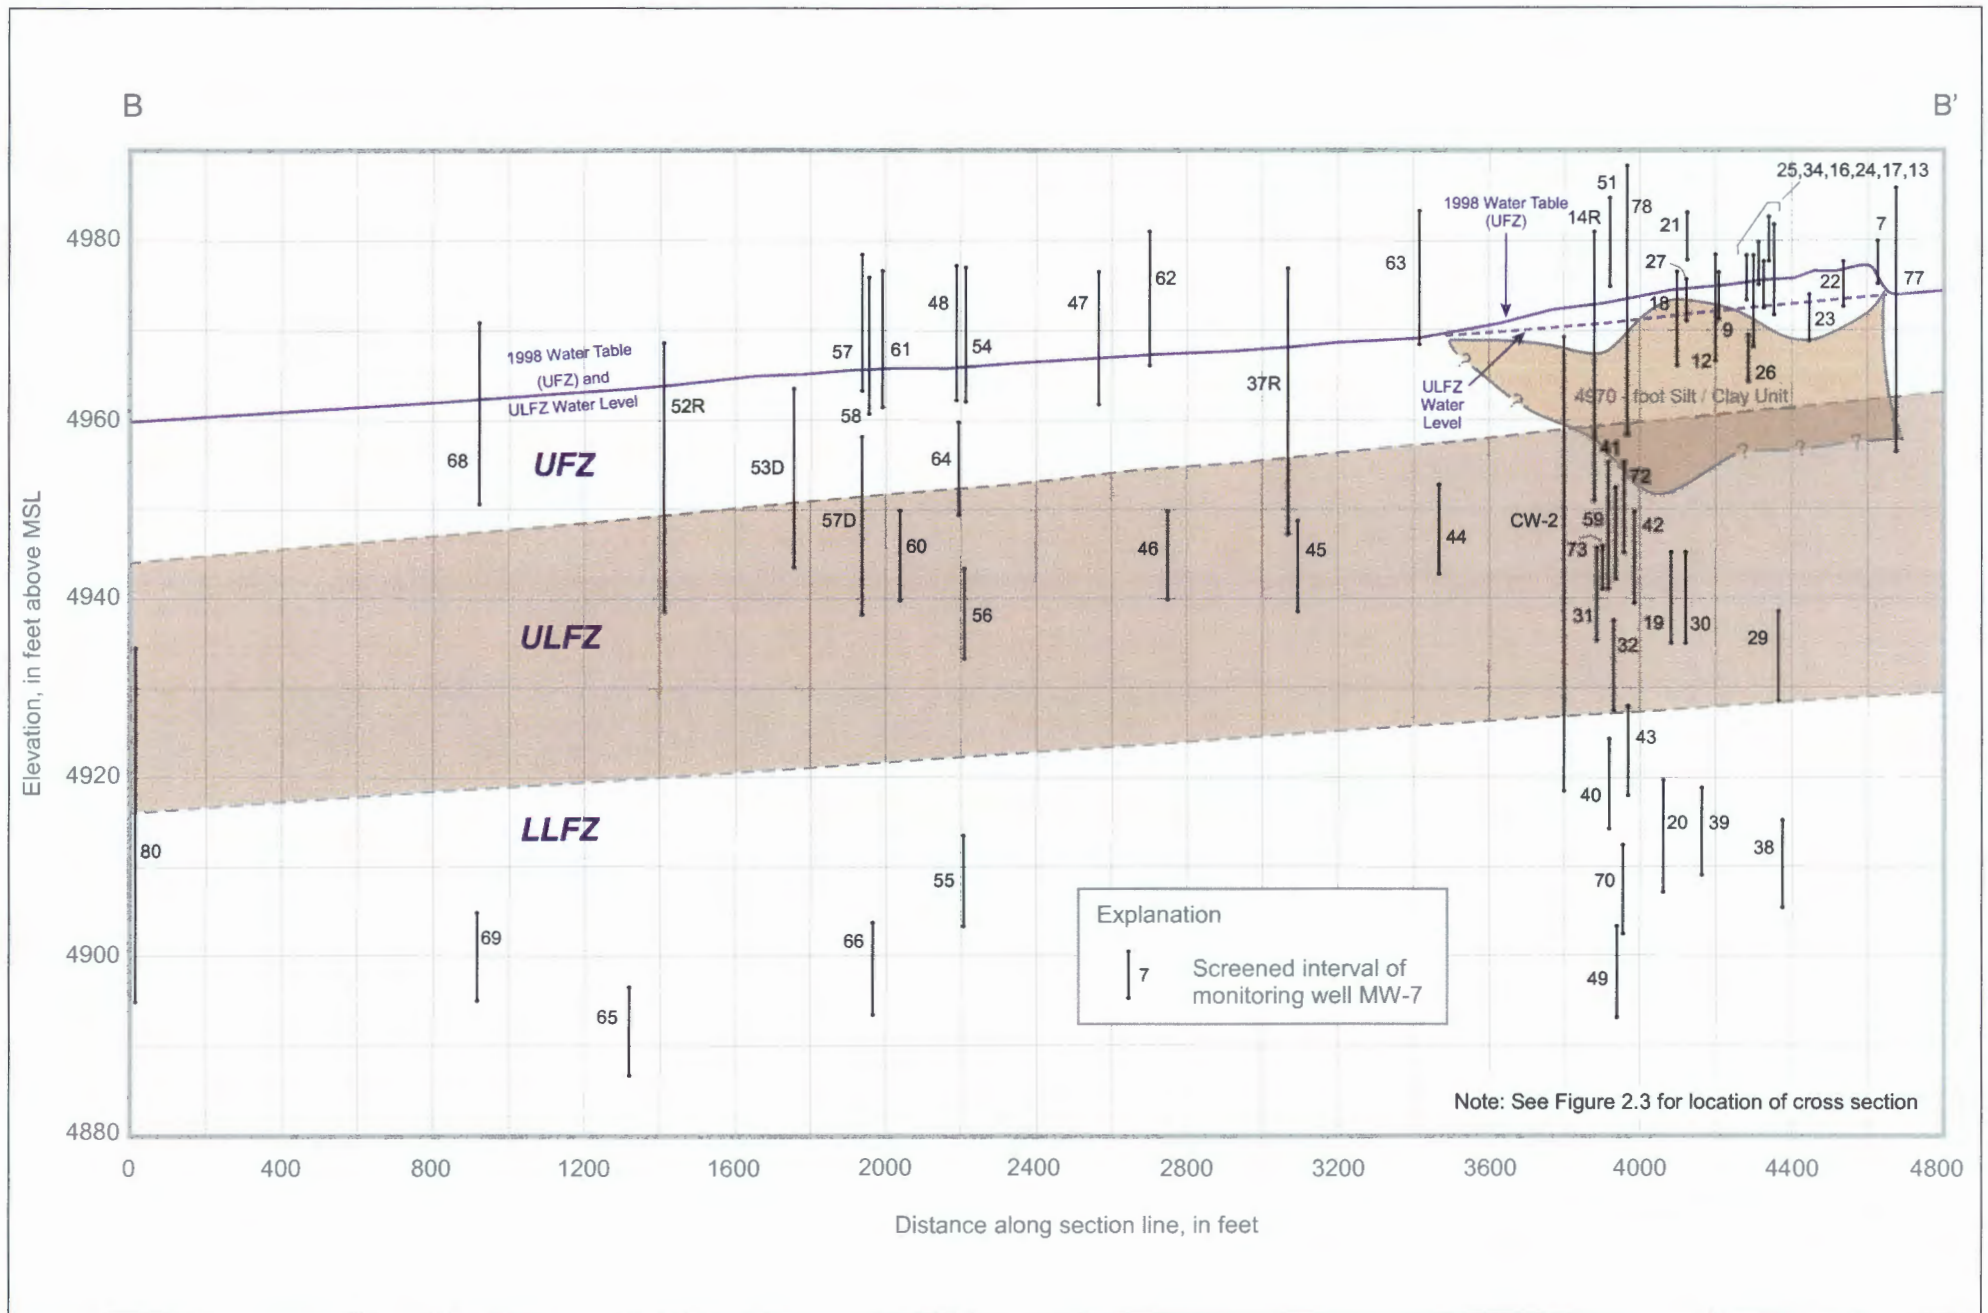 B
B'
25,34,16,24,17,13
51
1998 Water Table
(UFZ)
14R
78
21
7
4980
63
27
62
77
22
48
47
18
23
57
61
54
9
1998 Water Table
(UFZ) and
ULFZ Water Level
12
26
37R
ULFZ
Water
Level
4970 - foot Silt / Clay Unit
?
?
52R
58
4960
UFZ
68
53D
64
41
?
?
?
72
57D
CW-2
59
42
60
46
45
44
73
4940
ULFZ
56
31
19
30
29
32
Elevation, in feet above MSL
4920
43
40
LLFZ
20
39
38
80
55
70
Explanation
69
66
4900
7
Screened interval of
monitoring well MW-7
49
65
Note: See Figure 2.3 for location of cross section
4880
0
400
800
1200
1600
2000
2400
2800
3200
3600
4000
4400
4800
Distance along section line, in feet